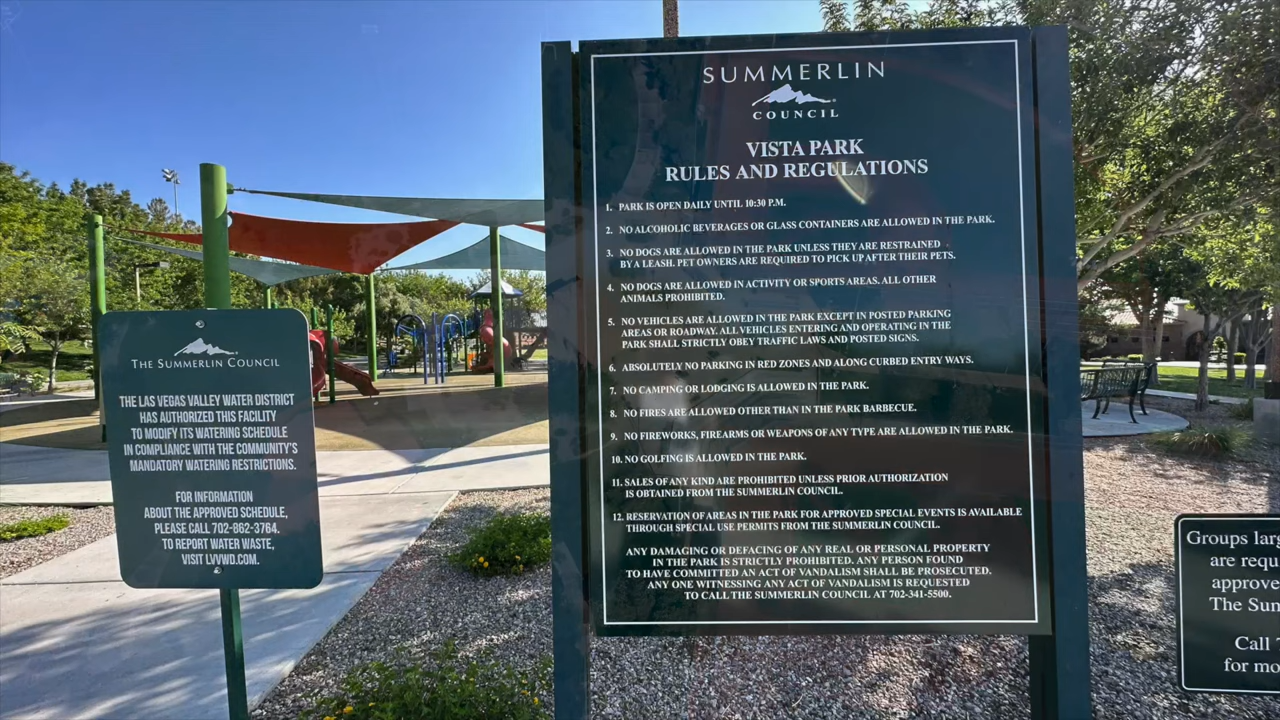 THE SUMMERLIN COUNCIL
THE LAS VEGAS VALLEY WATER DISTRICT
HAS AUTHORIZED THIS FACILITY
TO MODIFY ITS WATERING SCHEDULE
IN COMPLIANCE WITH THE COMMUNITY'S
MANDATORY WATERING RESTRICTIONS.
FOR INFORMATION
ABOUT THE APPROVED SCHEDULE,
PLEASE CALL 702-862-3764.
TO REPORT WATER WASTE,
VISIT LVVWD.COM.
SUMMERLIN
COUNCIL
VISTA PARK
RULES AND REGULATIONS
1. PARK IS OPEN DAILY UNTIL 10:30 P.M.
2. NO ALCOHOLIC BEVERAGES OR GLASS CONTAINERS ARE ALLOWED IN THE PARK.
3. NO DOGS ARE ALLOWED IN THE PARK UNLESS THEY ARE RESTRAINED
BY A LEASH. PET OWNERS ARE REQUIRED TO PICK UP AFTER THEIR PETS.
4. NO DOGS ARE ALLOWED IN ACTIVITY OR SPORTS AREAS. ALL OTHER
ANIMALS PROHIBITED.
5. NO VEHICLES ARE ALLOWED IN THE PARK EXCEPT IN POSTED PARKING
AREAS OR ROADWAY. ALL VEHICLES ENTERING AND OPERATING IN THE
PARK SHALL STRICTLY OBEY TRAFFIC LAWS AND POSTED SIGNS.
6. ABSOLUTELY NO PARKING IN RED ZONES AND ALONG CURBED ENTRY WAYS.
7. NO CAMPING OR LODGING IS ALLOWED IN THE PARK.
8. NO FIRES ARE ALLOWED OTHER THAN IN THE PARK BARBECUE.
9. NO FIREWORKS, FIREARMS OR WEAPONS OF ANY TYPE ARE ALLOWED IN THE PARK.
10. NO GOLFING IS ALLOWED IN THE PARK.
11. SALES OF ANY KIND ARE PROHIBITED UNLESS PRIOR AUTHORIZATION
IS OBTAINED FROM THE SUMMERLIN COUNCIL.
12. RESERVATION OF AREAS IN THE PARK FOR APPROVED SPECIAL EVENTS IS AVAILABLE
THROUGH SPECIAL USE PERMITS FROM THE SUMMERLIN COUNCIL.
ANY DAMAGING OR DEFACING OF ANY REAL OR PERSONAL PROPERTY
IN THE PARK IS STRICTLY PROHIBITED. ANY PERSON FOUND
TO HAVE COMMITTED AN ACT OF VANDALISM SHALL BE PROSECUTED.
ANY ONE WITNESSING ANY ACT OF VANDALISM IS REQUESTED
TO CALL THE SUMMERLIN COUNCIL AT 702-341-5500.
Groups
are
The
Call
for